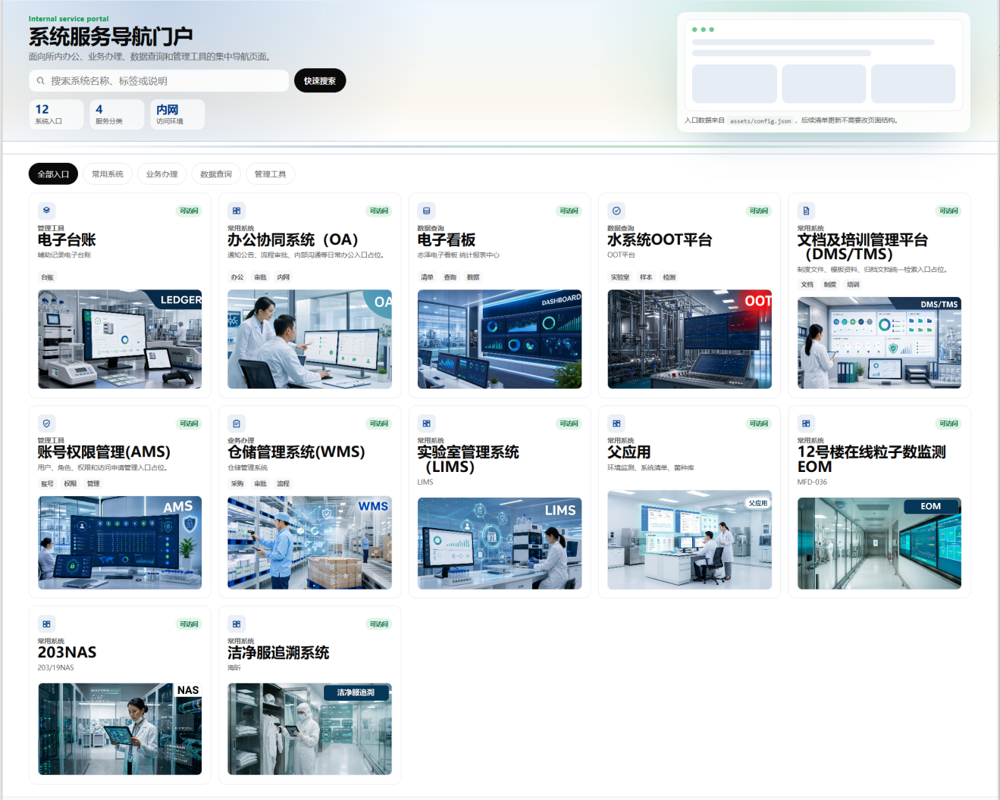 Internal service portal
系统服务导航门户
面向所内办公、业务办理、数据查询和管理工具的集中导航页面。
搜索系统名称、标签或说明
快速搜索
12
系统入口
4
服务分类
内网
访问环境
入口数据来自 assets/config.json ，后续清单更新不需要改页面结构。
全部入口
常用系统
业务办理
数据查询
管理工具
可访问
管理工具
电子台账
辅助记录电子台账
台账
LEDGER
可访问
常用系统
办公协同系统（OA）
通知公告、流程审批、内部沟通等日常办公入口占位。
办公 审批 内网
OA
可访问
数据查询
电子看板
志泽电子看板 统计报表中心
清单 查询 数据
DASHBOARD
可访问
数据查询
水系统OOT平台
OOT平台
实验室 样本 检测
OOT
可访问
常用系统
文档及培训管理平台
（DMS/TMS）
制度文件、模板资料、归档文档统一检索入口占位。
文档 制度 培训
DMS/TMS
可访问
管理工具
账号权限管理(AMS)
用户、角色、权限和访问申请管理入口占位。
账号 权限 管理
AMS
可访问
业务办理
仓储管理系统(WMS)
仓储管理系统
采购 审批 流程
WMS
可访问
常用系统
实验室管理系统
（LIMS）
LIMS
LIMS
可访问
常用系统
父应用
环境监测、系统清单、菌种库
父应用
可访问
常用系统
12号楼在线粒子数监测
EOM
MFD-036
EOM
可访问
常用系统
203NAS
203/19NAS
NAS
可访问
常用系统
洁净服追溯系统
海昕
洁净服追溯